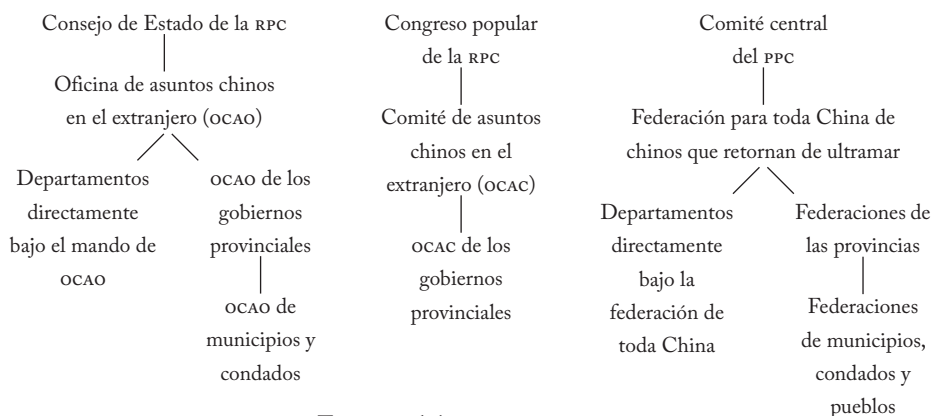 Consejo de Estado de la RPC
Oficina de asuntos chinos
en el extranjero (OCAO)
Departamentos
directamente
bajo el mando de
OCAO
OCAO de los
gobiernos
provinciales
OCAO de
municipios y
condados
Congreso popular
de la RPC
Comité de asuntos
chinos en el
extranjero (OCAC)
OCAC de los
gobiernos
provinciales
Comité central
del PPC
Federación para toda China de
chinos que retornan de ultramar
Departamentos
directamente
bajo la
federación de
toda China
Federaciones de
las provincias
Federaciones
de municipios,
condados y
pueblos